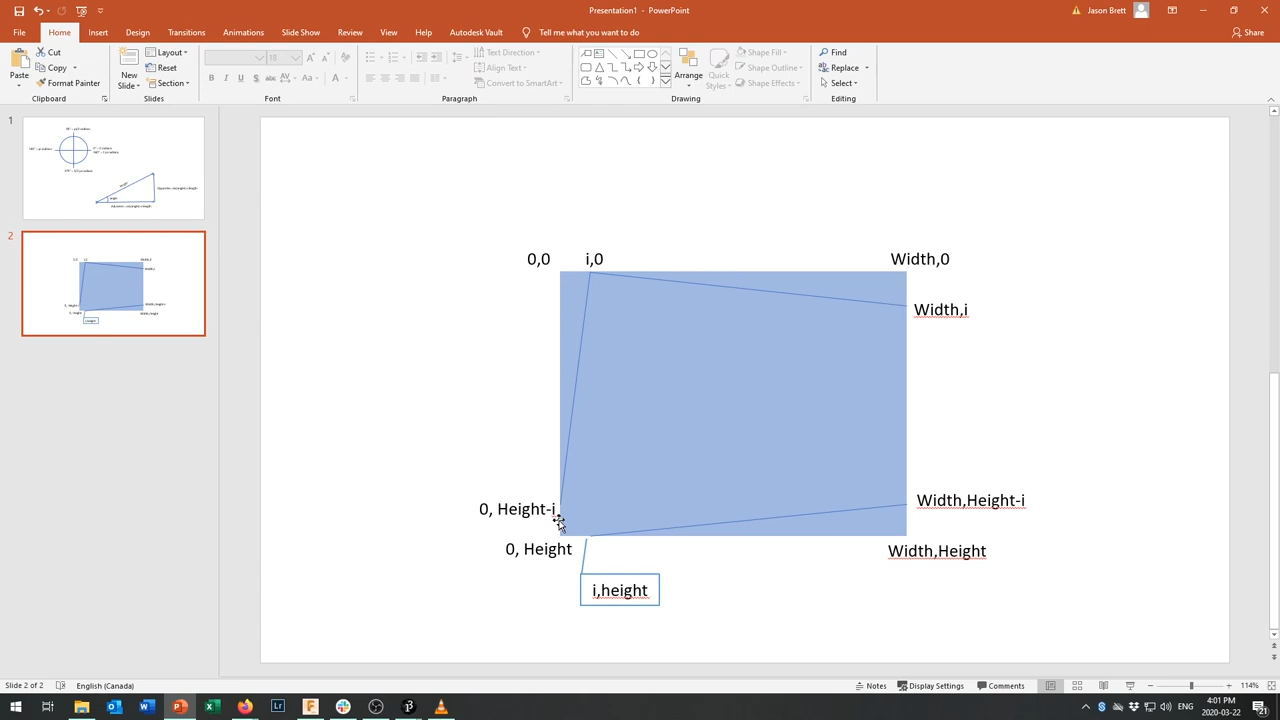 Presentation1 - PowerPoint
Jason Brett
File Home Insert Design Transitions Animations Slide Show Review View Help Autodesk Vault Tell me what you want to do Share
Paste
Cut
Copy
Format Painter
Clipboard
New
Slide
Layout
Reset
Section
Slides
18
Font
Text Direction
Align Text
Convert to SmartArt
Paragraph
Arrange
Quick
Styles
Shape Fill
Shape Outline
Shape Effects
Drawing
Find
Replace
Select
Editing
1
2
0,0
i,0
Width,0
Width,i
0, Height-i
Width,Height-i
0, Height
Width,Height
i,height
Slide 2 of 2 English (Canada) Notes Display Settings Comments 114%
ENG
4:01 PM
2020-03-22